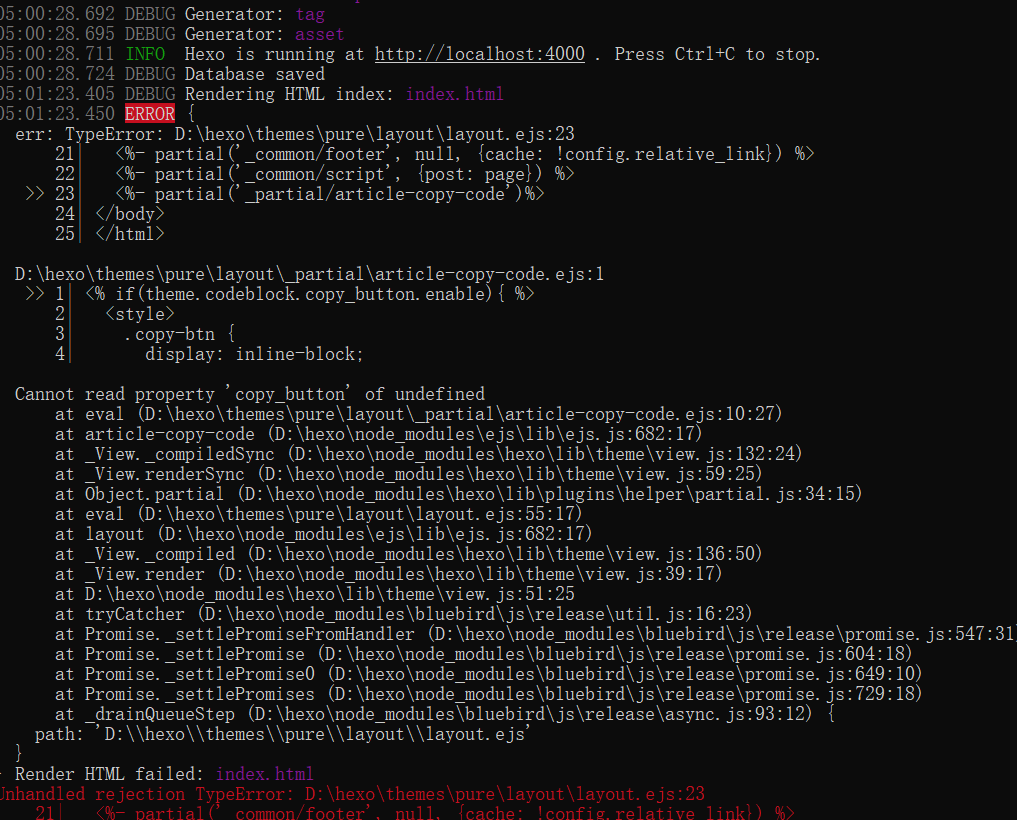 05:00:28.692 DEBUG Generator: tag
05:00:28.695 DEBUG Generator: asset
05:00:28.711 INFO  Hexo is running at http://localhost:4000 . Press Ctrl+C to stop.
05:00:28.724 DEBUG Database saved
05:01:23.405 DEBUG Rendering HTML index: index.html
05:01:23.450 ERROR {
  err: TypeError: D:\hexo\themes\pure\layout\layout.ejs:23
      21|   <%- partial('_common/footer', null, {cache: !config.relative_link}) %>
      22|   <%- partial('_common/script', {post: page}) %>
   >> 23|   <%- partial('_partial/article-copy-code')%>
      24| </body>
      25| </html>
  D:\hexo\themes\pure\layout\_partial\article-copy-code.ejs:1
   >> 1| <% if(theme.codeblock.copy_button.enable){ %>
      2|   <style>
      3|     .copy-btn {
      4|       display: inline-block;
  Cannot read property 'copy_button' of undefined
      at eval (D:\hexo\themes\pure\layout\_partial\article-copy-code.ejs:10:27)
      at article-copy-code (D:\hexo\node_modules\ejs\lib\ejs.js:682:17)
      at _View._compiledSync (D:\hexo\node_modules\hexo\lib\theme\view.js:132:24)
      at _View.renderSync (D:\hexo\node_modules\hexo\lib\theme\view.js:59:25)
      at Object.partial (D:\hexo\node_modules\hexo\lib\plugins\helper\partial.js:34:15)
      at eval (D:\hexo\themes\pure\layout\layout.ejs:55:17)
      at layout (D:\hexo\node_modules\ejs\lib\ejs.js:682:17)
      at _View._compiled (D:\hexo\node_modules\hexo\lib\theme\view.js:136:50)
      at _View.render (D:\hexo\node_modules\hexo\lib\theme\view.js:39:17)
      at D:\hexo\node_modules\hexo\lib\theme\view.js:51:25
      at tryCatcher (D:\hexo\node_modules\bluebird\js\release\util.js:16:23)
      at Promise._settlePromiseFromHandler (D:\hexo\node_modules\bluebird\js\release\promise.js:547:31)
      at Promise._settlePromise (D:\hexo\node_modules\bluebird\js\release\promise.js:604:18)
      at Promise._settlePromise0 (D:\hexo\node_modules\bluebird\js\release\promise.js:649:10)
      at Promise._settlePromises (D:\hexo\node_modules\bluebird\js\release\promise.js:729:18)
      at _drainQueueStep (D:\hexo\node_modules\bluebird\js\release\async.js:93:12) {
    path: 'D:\\hexo\\themes\\pure\\layout\\layout.ejs'
  }
Render HTML failed: index.html
Unhandled rejection TypeError: D:\hexo\themes\pure\layout\layout.ejs:23
    21|   <%- partial('_common/footer', null, {cache: !config.relative_link}) %>